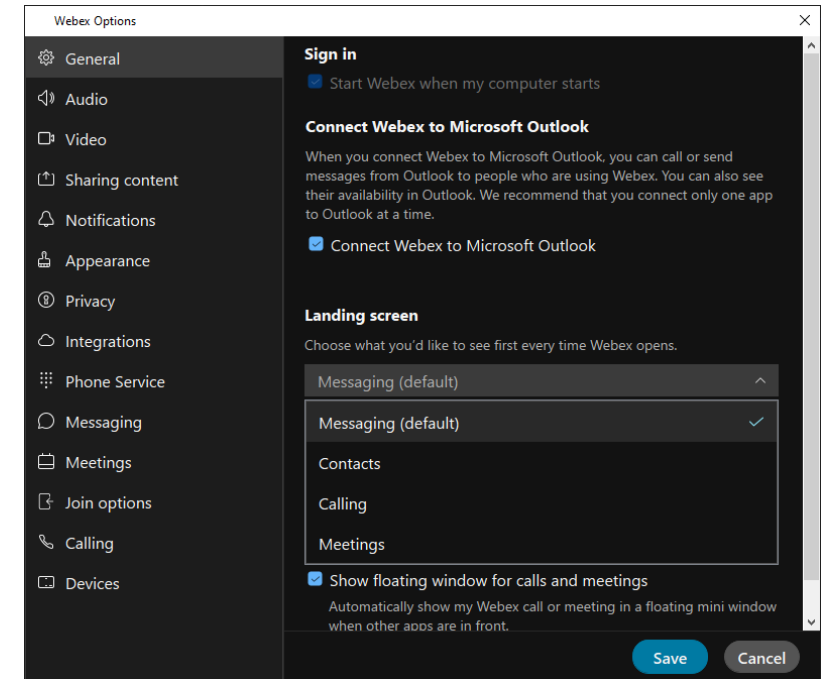 Webex Options
General
Audio
Video
Sharing content
Notifications
Appearance
Privacy
Integrations
Phone Service
Messaging
Meetings
Join options
Calling
Devices
Sign in
Start Webex when my computer starts
Connect Webex to Microsoft Outlook
When you connect Webex to Microsoft Outlook, you can call or send
messages from Outlook to people who are using Webex. You can also see
their availability in Outlook. We recommend that you connect only one app
to Outlook at a time.
Connect Webex to Microsoft Outlook
Landing screen
Choose what you'd like to see first every time Webex opens.
Messaging (default)
Messaging (default)
Contacts
Calling
Meetings
Show floating window for calls and meetings
Automatically show my Webex call or meeting in a floating mini window
when other apps are in front.
Save
Cancel